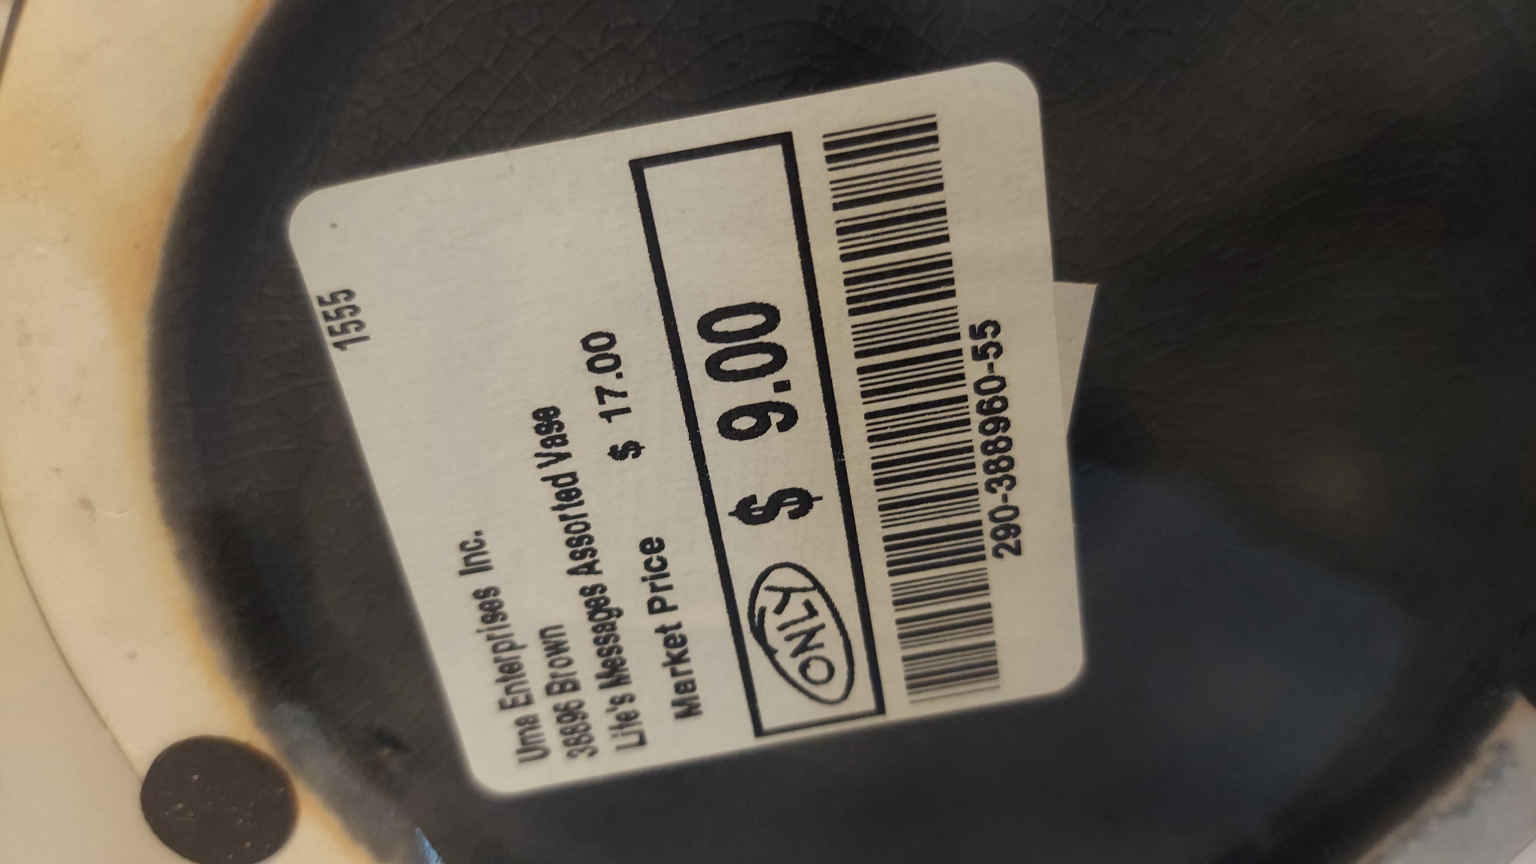 1555
Uma Enterprises Inc.
38896 Brown
Life's Messages Assorted Vase
Market Price $ 17.00
ONLY $ 9.00
290-388960-55